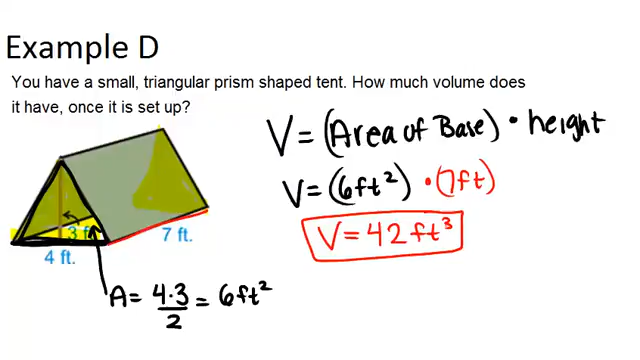 Example D
You have a small, triangular prism shaped tent. How much volume does
it have, once it is set up?
V = (Area of Base) • height
V = (6ft²) • (7ft)
V = 42 ft³
3 f
7 ft.
4 ft.
A = 4·3/2 = 6ft²